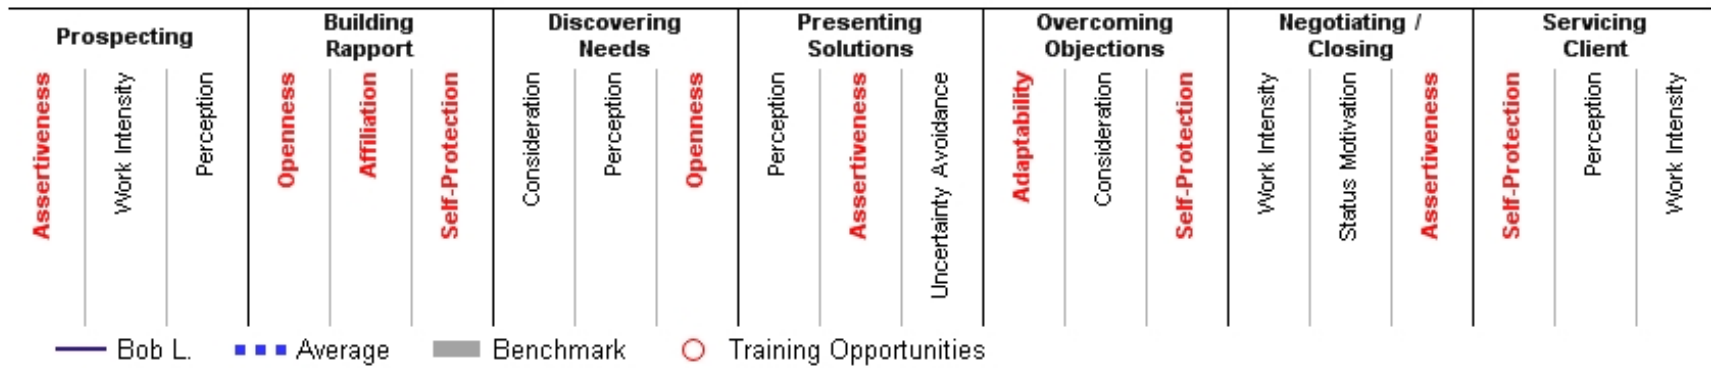 Prospecting
Building
Rapport
Discovering
Needs
Presenting
Solutions
Overcoming
Objections
Negotiating /
Closing
Servicing
Client
Assertiveness
Work Intensity
Perception
Openness
Affiliation
Self-Protection
Consideration
Perception
Openness
Perception
Assertiveness
Uncertainty Avoidance
Adaptability
Consideration
Self-Protection
Work Intensity
Status Motivation
Assertiveness
Self-Protection
Perception
Work Intensity
Bob L.
Average
Benchmark
Training Opportunities